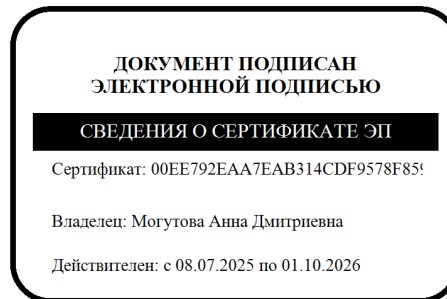 ДОКУМЕНТ ПОДПИСАН
ЭЛЕКТРОННОЙ ПОДПИСЬЮ
СВЕДЕНИЯ О СЕРТИФИКАТЕ ЭП
Сертификат: 00EE792EAA7EAB314CDF9578F859
Владелец: Могутова Анна Дмитриевна
Действителен: с 08.07.2025 по 01.10.2026